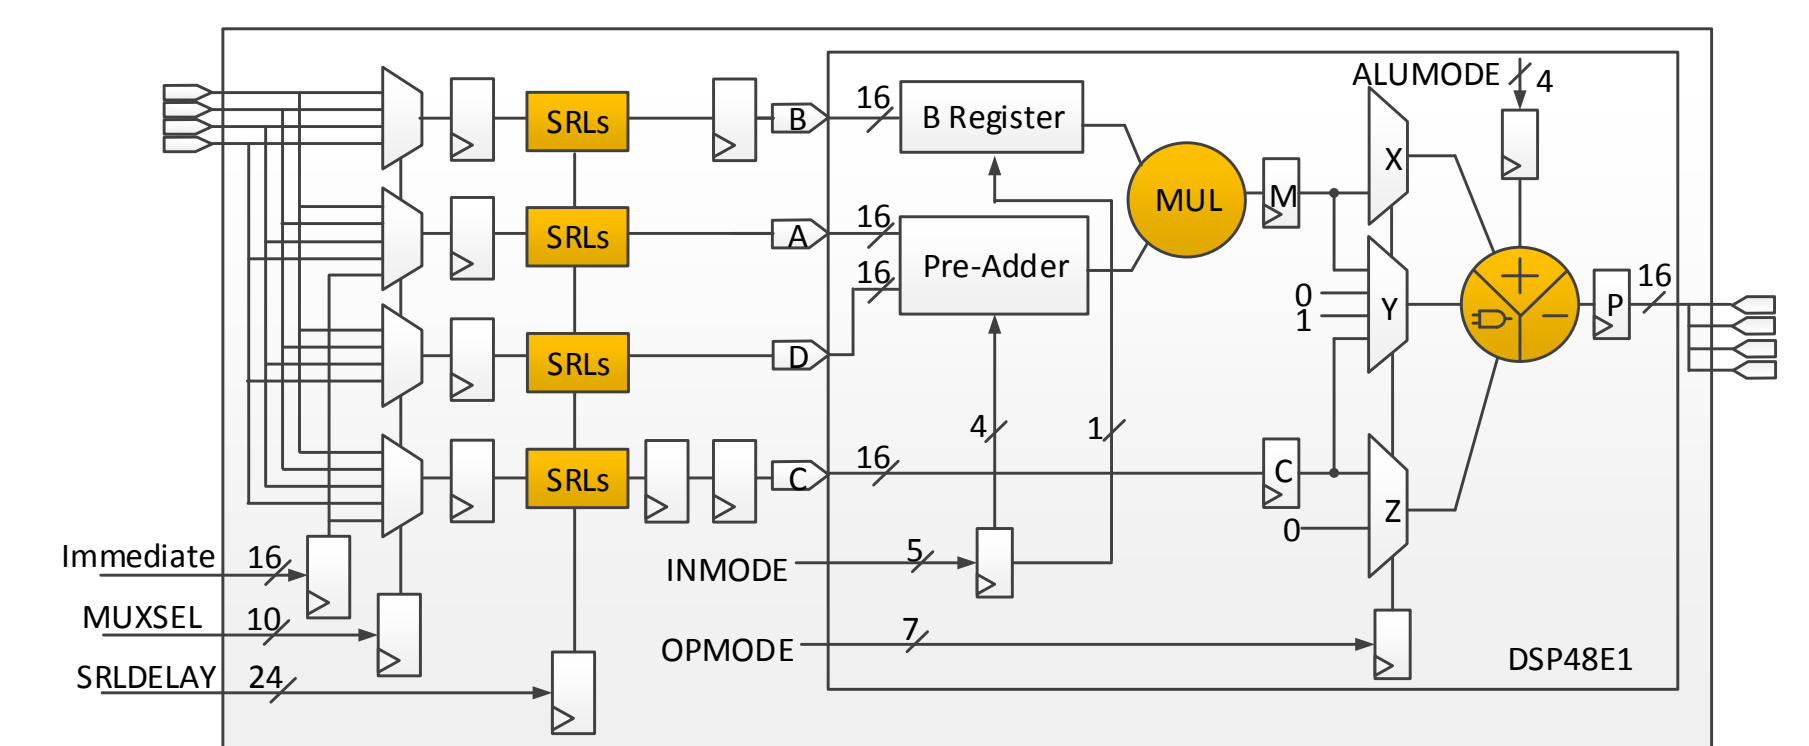 ALUMODE
4
SRLs
B
16
B Register
X
MUL
M
SRLs
A
16
16
Pre-Adder
0
1
Y
P
16
SRLs
D
4
1
SRLs
C
16
C
Z
0
Immediate
16
INMODE
5
MUXSEL
10
OPMODE
7
DSP48E1
SRLDELAY
24